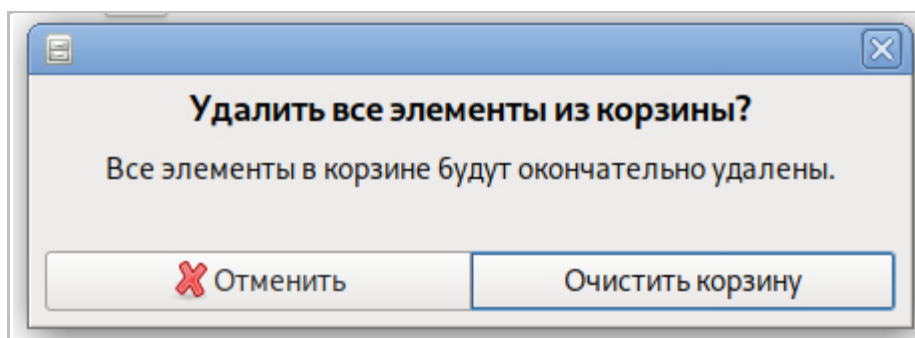 Удалить все элементы из корзины?
Все элементы в корзине будут окончательно удалены.
Отменить
Очистить корзину